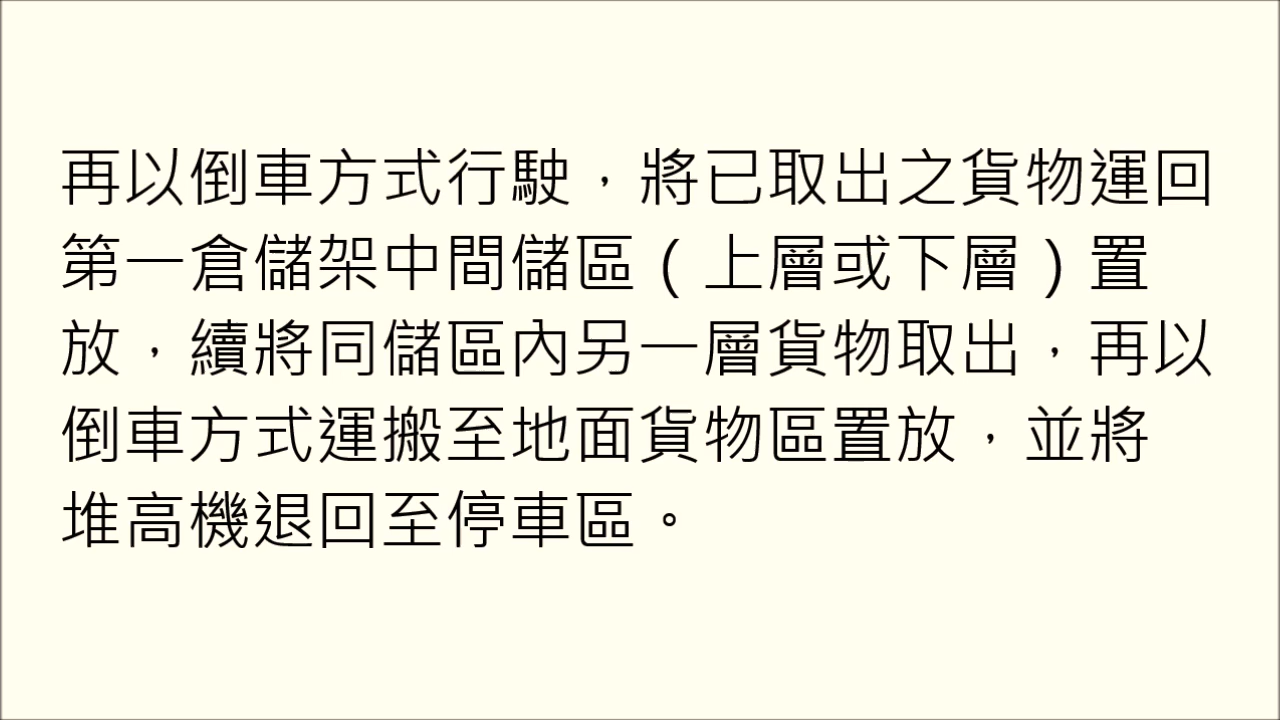 再以倒車方式行駛，將已取出之貨物運回
第一倉儲架中間儲區（上層或下層）置
放，續將同儲區內另一層貨物取出，再以
倒車方式運搬至地面貨物區置放，並將
堆高機退回至停車區。